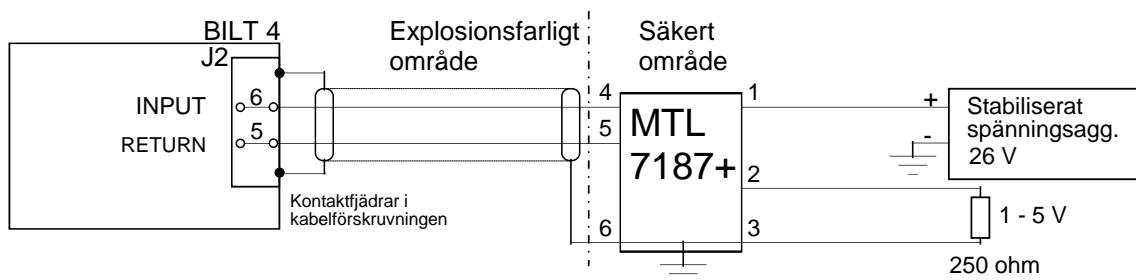 BILT 4
J2
INPUT
6
RETURN
5
Kontaktfjädrar i
kabelförskruvningen
Explosionsfarligt
område
Säkert
område
4
5
6
MTL
7187+
1
2
3
+
-
Stabiliserat
spänningsagg.
26 V
1 - 5 V
250 ohm